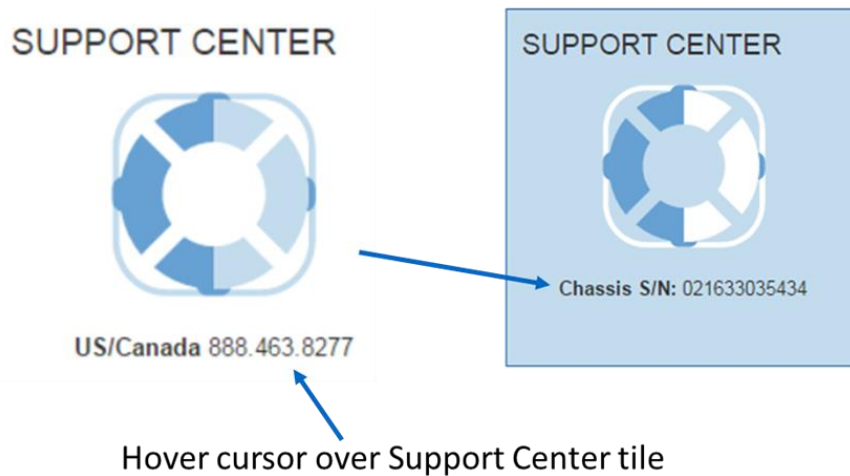 SUPPORT CENTER
US/Canada 888.463.8277
SUPPORT CENTER
Chassis S/N: 021633035434
Hover cursor over Support Center tile